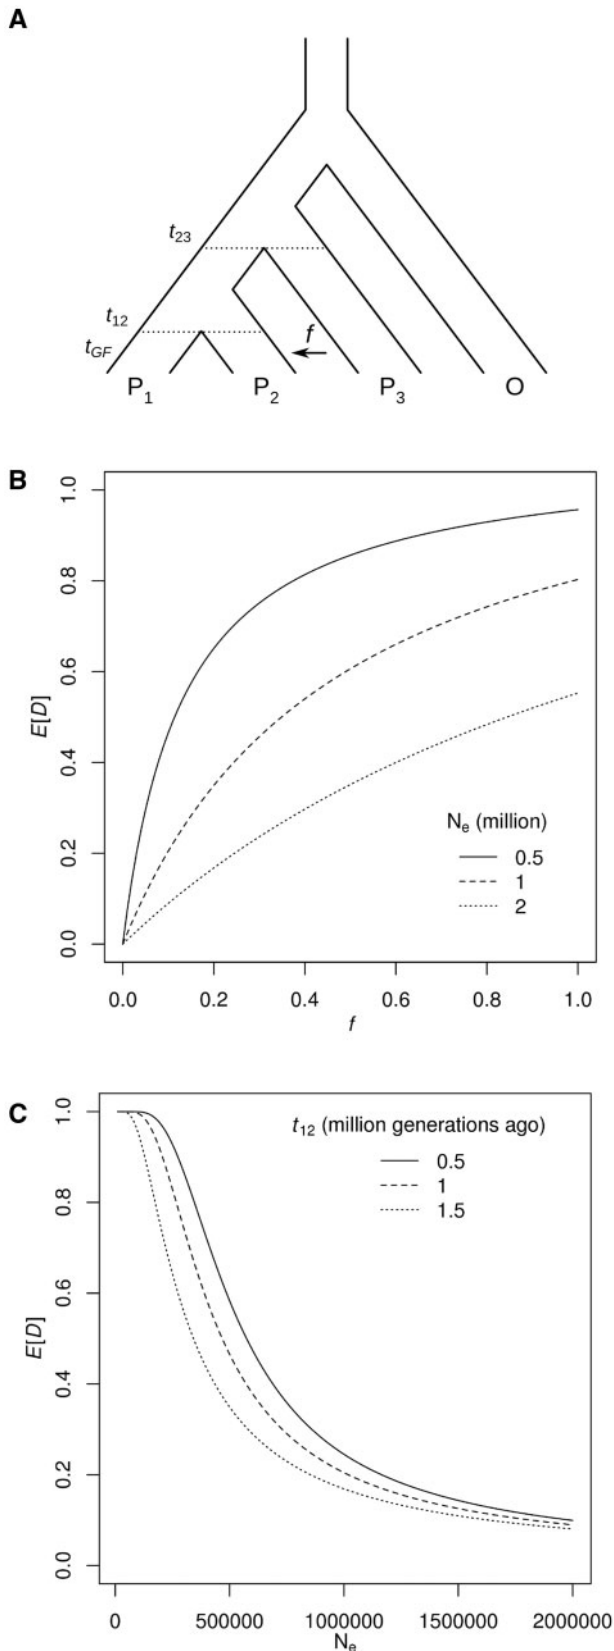 A
t23
t12
tGF
f
P1 P2 P3 O
B
1.0
0.8
0.6
0.4
0.2
0.0
E[D]
Ne (million)
0.5
1
2
0.0 0.2 0.4 0.6 0.8 1.0
f
C
1.0
0.8
0.6
0.4
0.2
0.0
E[D]
t12 (million generations ago)
0.5
1
1.5
0 500000 1000000 1500000 2000000
Ne